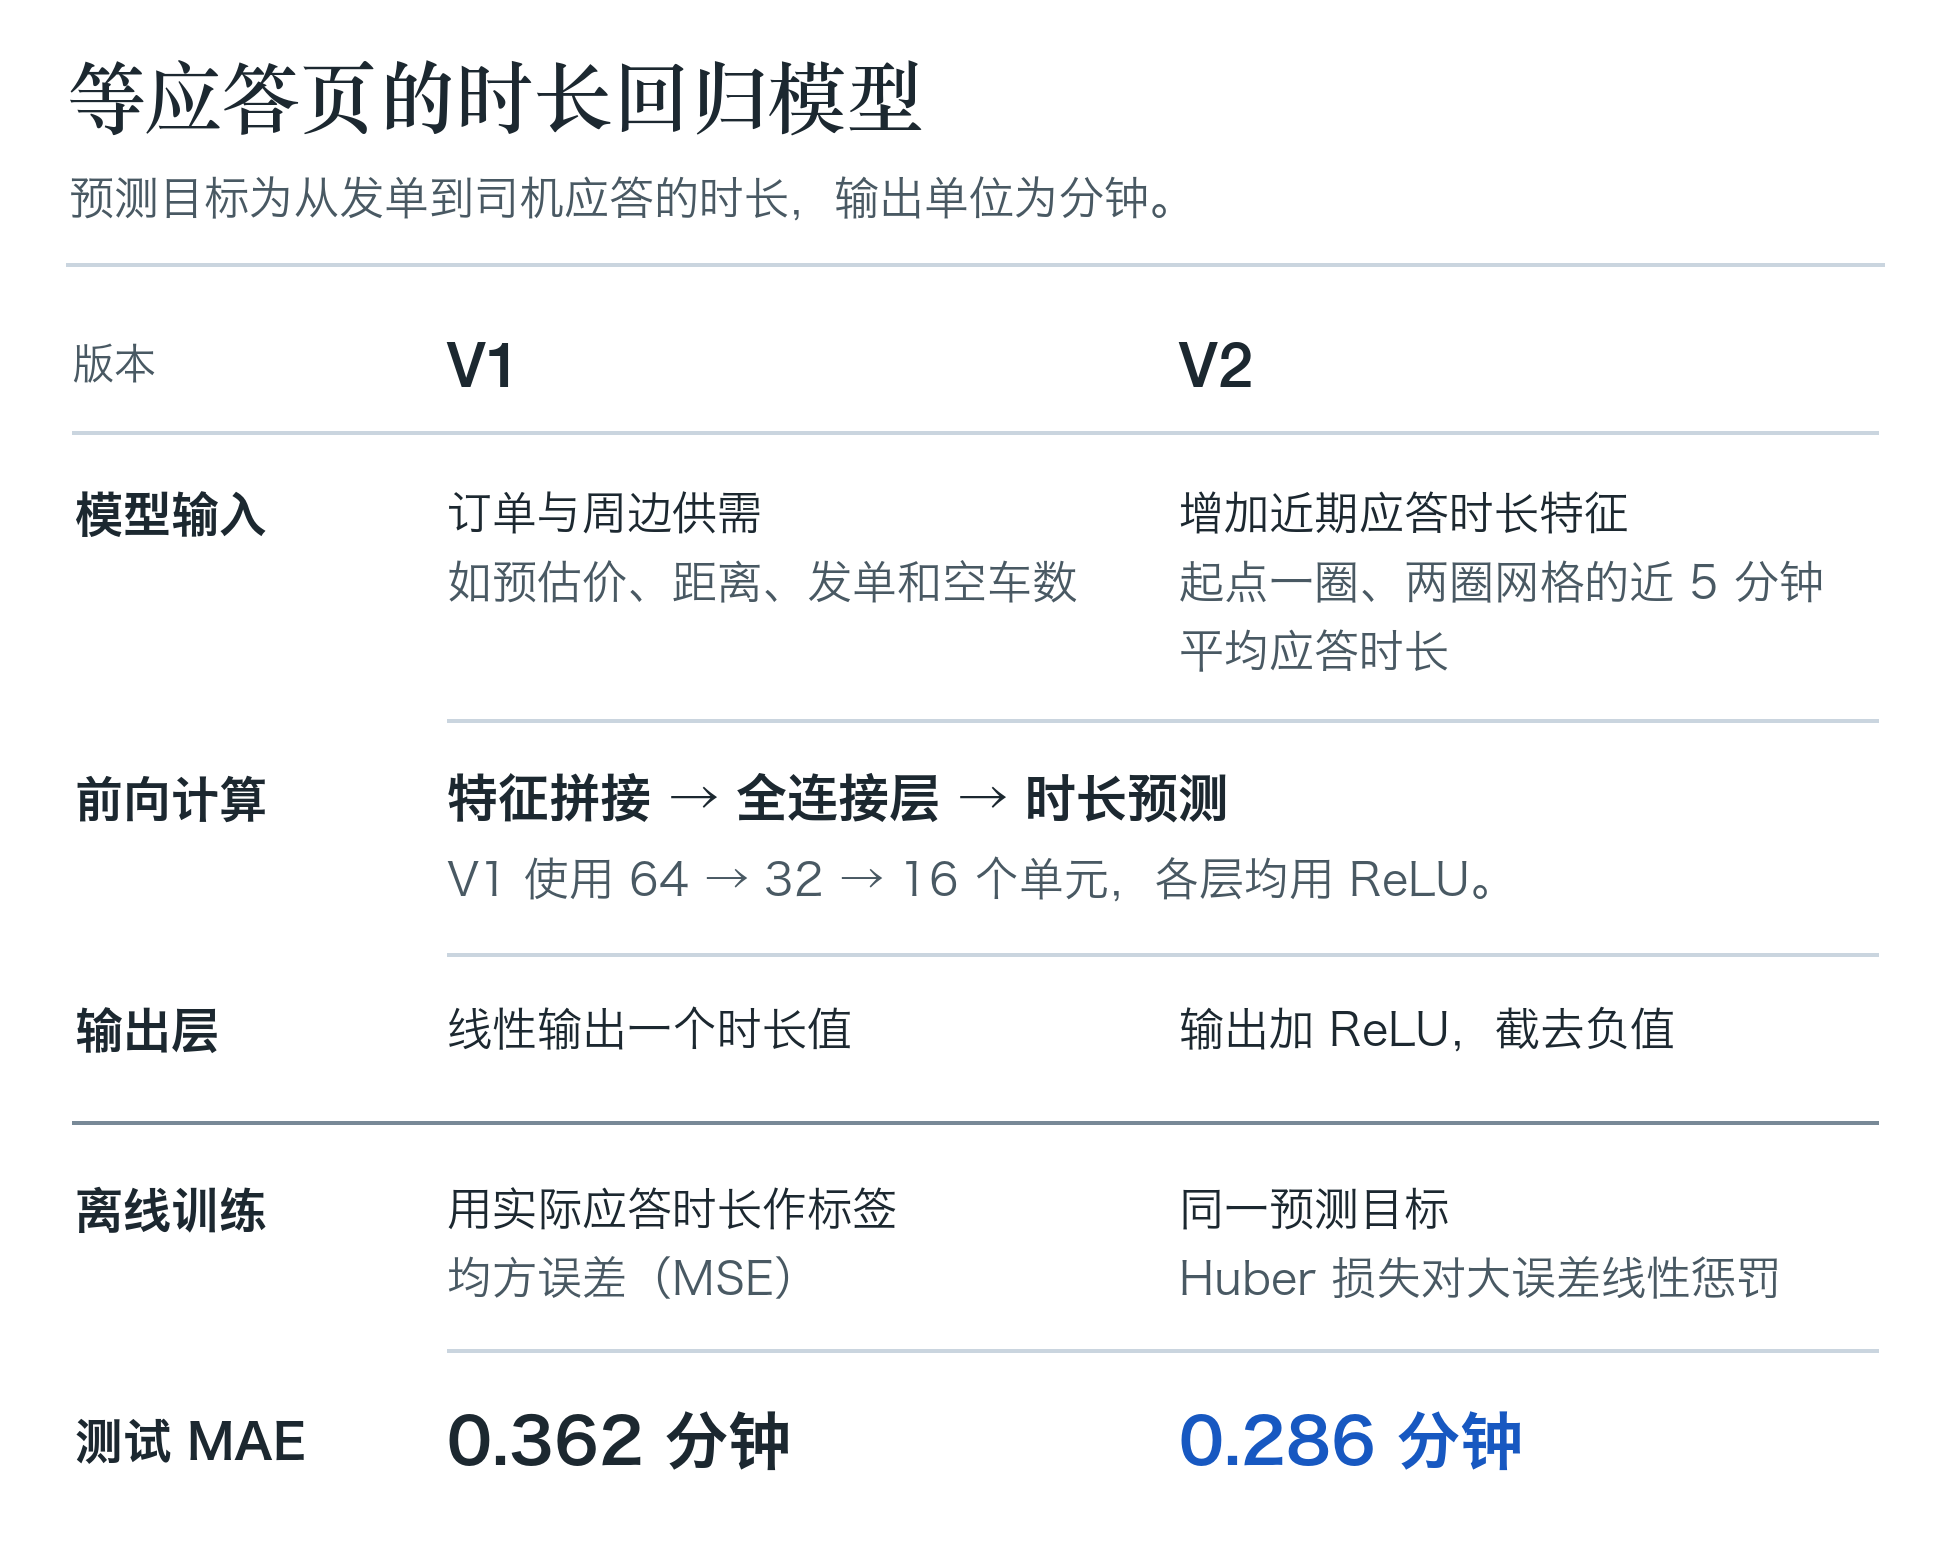 等应答页的时长回归模型
预测目标为从发单到司机应答的时长，输出单位为分钟。
版本 V1 V2
模型输入 订单与周边供需 增加近期应答时长特征
如预估价、距离、发单和空车数 起点一圈、两圈网格的近 5 分钟
平均应答时长
前向计算 特征拼接 → 全连接层 → 时长预测
V1 使用 64 → 32 → 16 个单元，各层均用 ReLU。
输出层 线性输出一个时长值 输出加 ReLU，截去负值
离线训练 用实际应答时长作标签 同一预测目标
均方误差（MSE） Huber 损失对大误差线性惩罚
测试 MAE 0.362 分钟 0.286 分钟